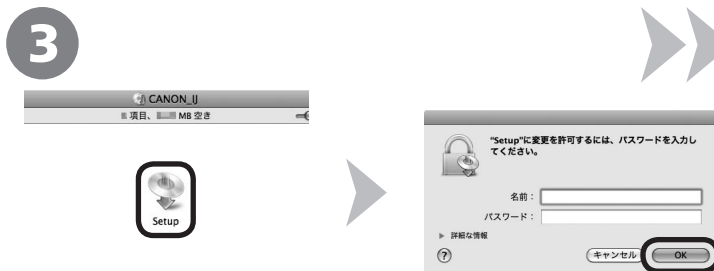 3
CANON_IJ
項目、 MB 空き
Setup
"Setup"に変更を許可するには、パスワードを入力し
てください。
名前：
パスワード：
▶ 詳細な情報
?
キャンセル
OK